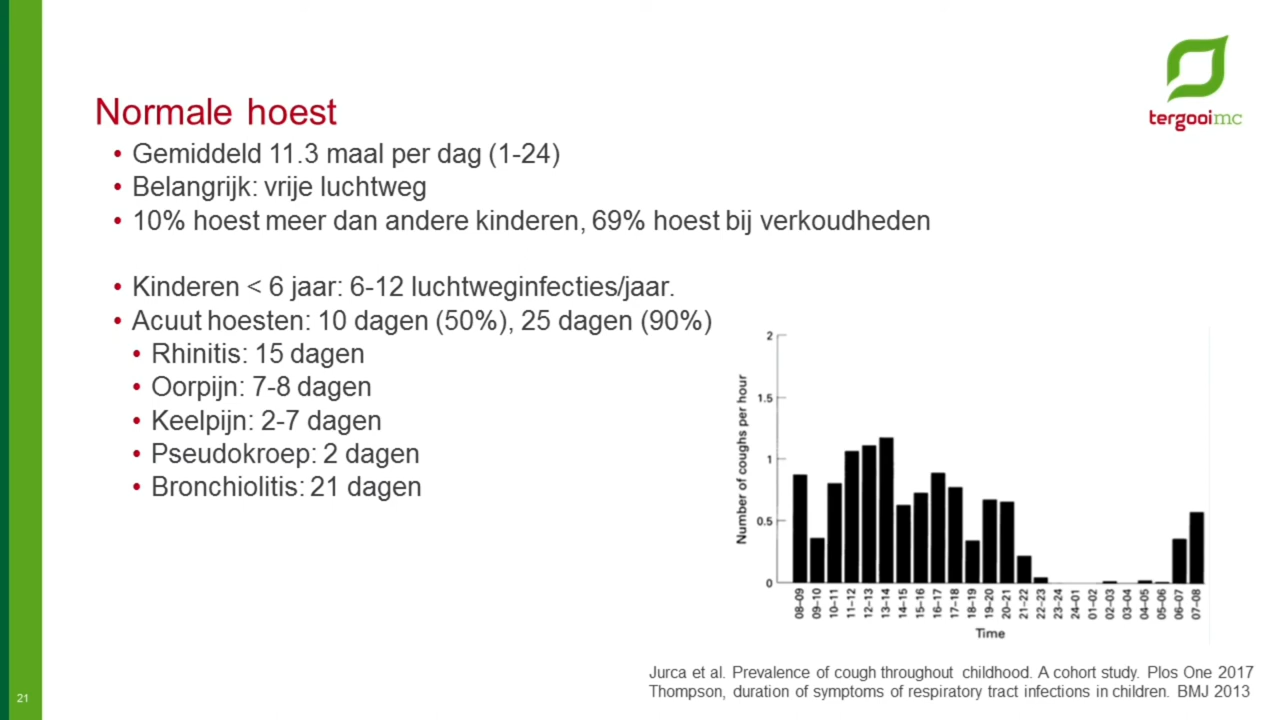 tergooimc
Normale hoest
• Gemiddeld 11.3 maal per dag (1-24)
• Belangrijk: vrije luchtweg
• 10% hoest meer dan andere kinderen, 69% hoest bij verkoudheden
• Kinderen < 6 jaar: 6-12 luchtweginfecties/jaar.
• Acuut hoesten: 10 dagen (50%), 25 dagen (90%)
• Rhinitis: 15 dagen
• Oorpijn: 7-8 dagen
• Keelpijn: 2-7 dagen
• Pseudokroep: 2 dagen
• Bronchiolitis: 21 dagen
Number of coughs per hour
2
1.5
1
0.5
0
08–09
09–10
10–11
11–12
12–13
13–14
14–15
15–16
16–17
17–18
18–19
19–20
20–21
21–22
22–23
23–24
24–01
01–02
02–03
03–04
04–05
05–06
06–07
07–08
Time
Jurca et al. Prevalence of cough throughout childhood. A cohort study. Plos One 2017
Thompson, duration of symptoms of respiratory tract infections in children. BMJ 2013
21